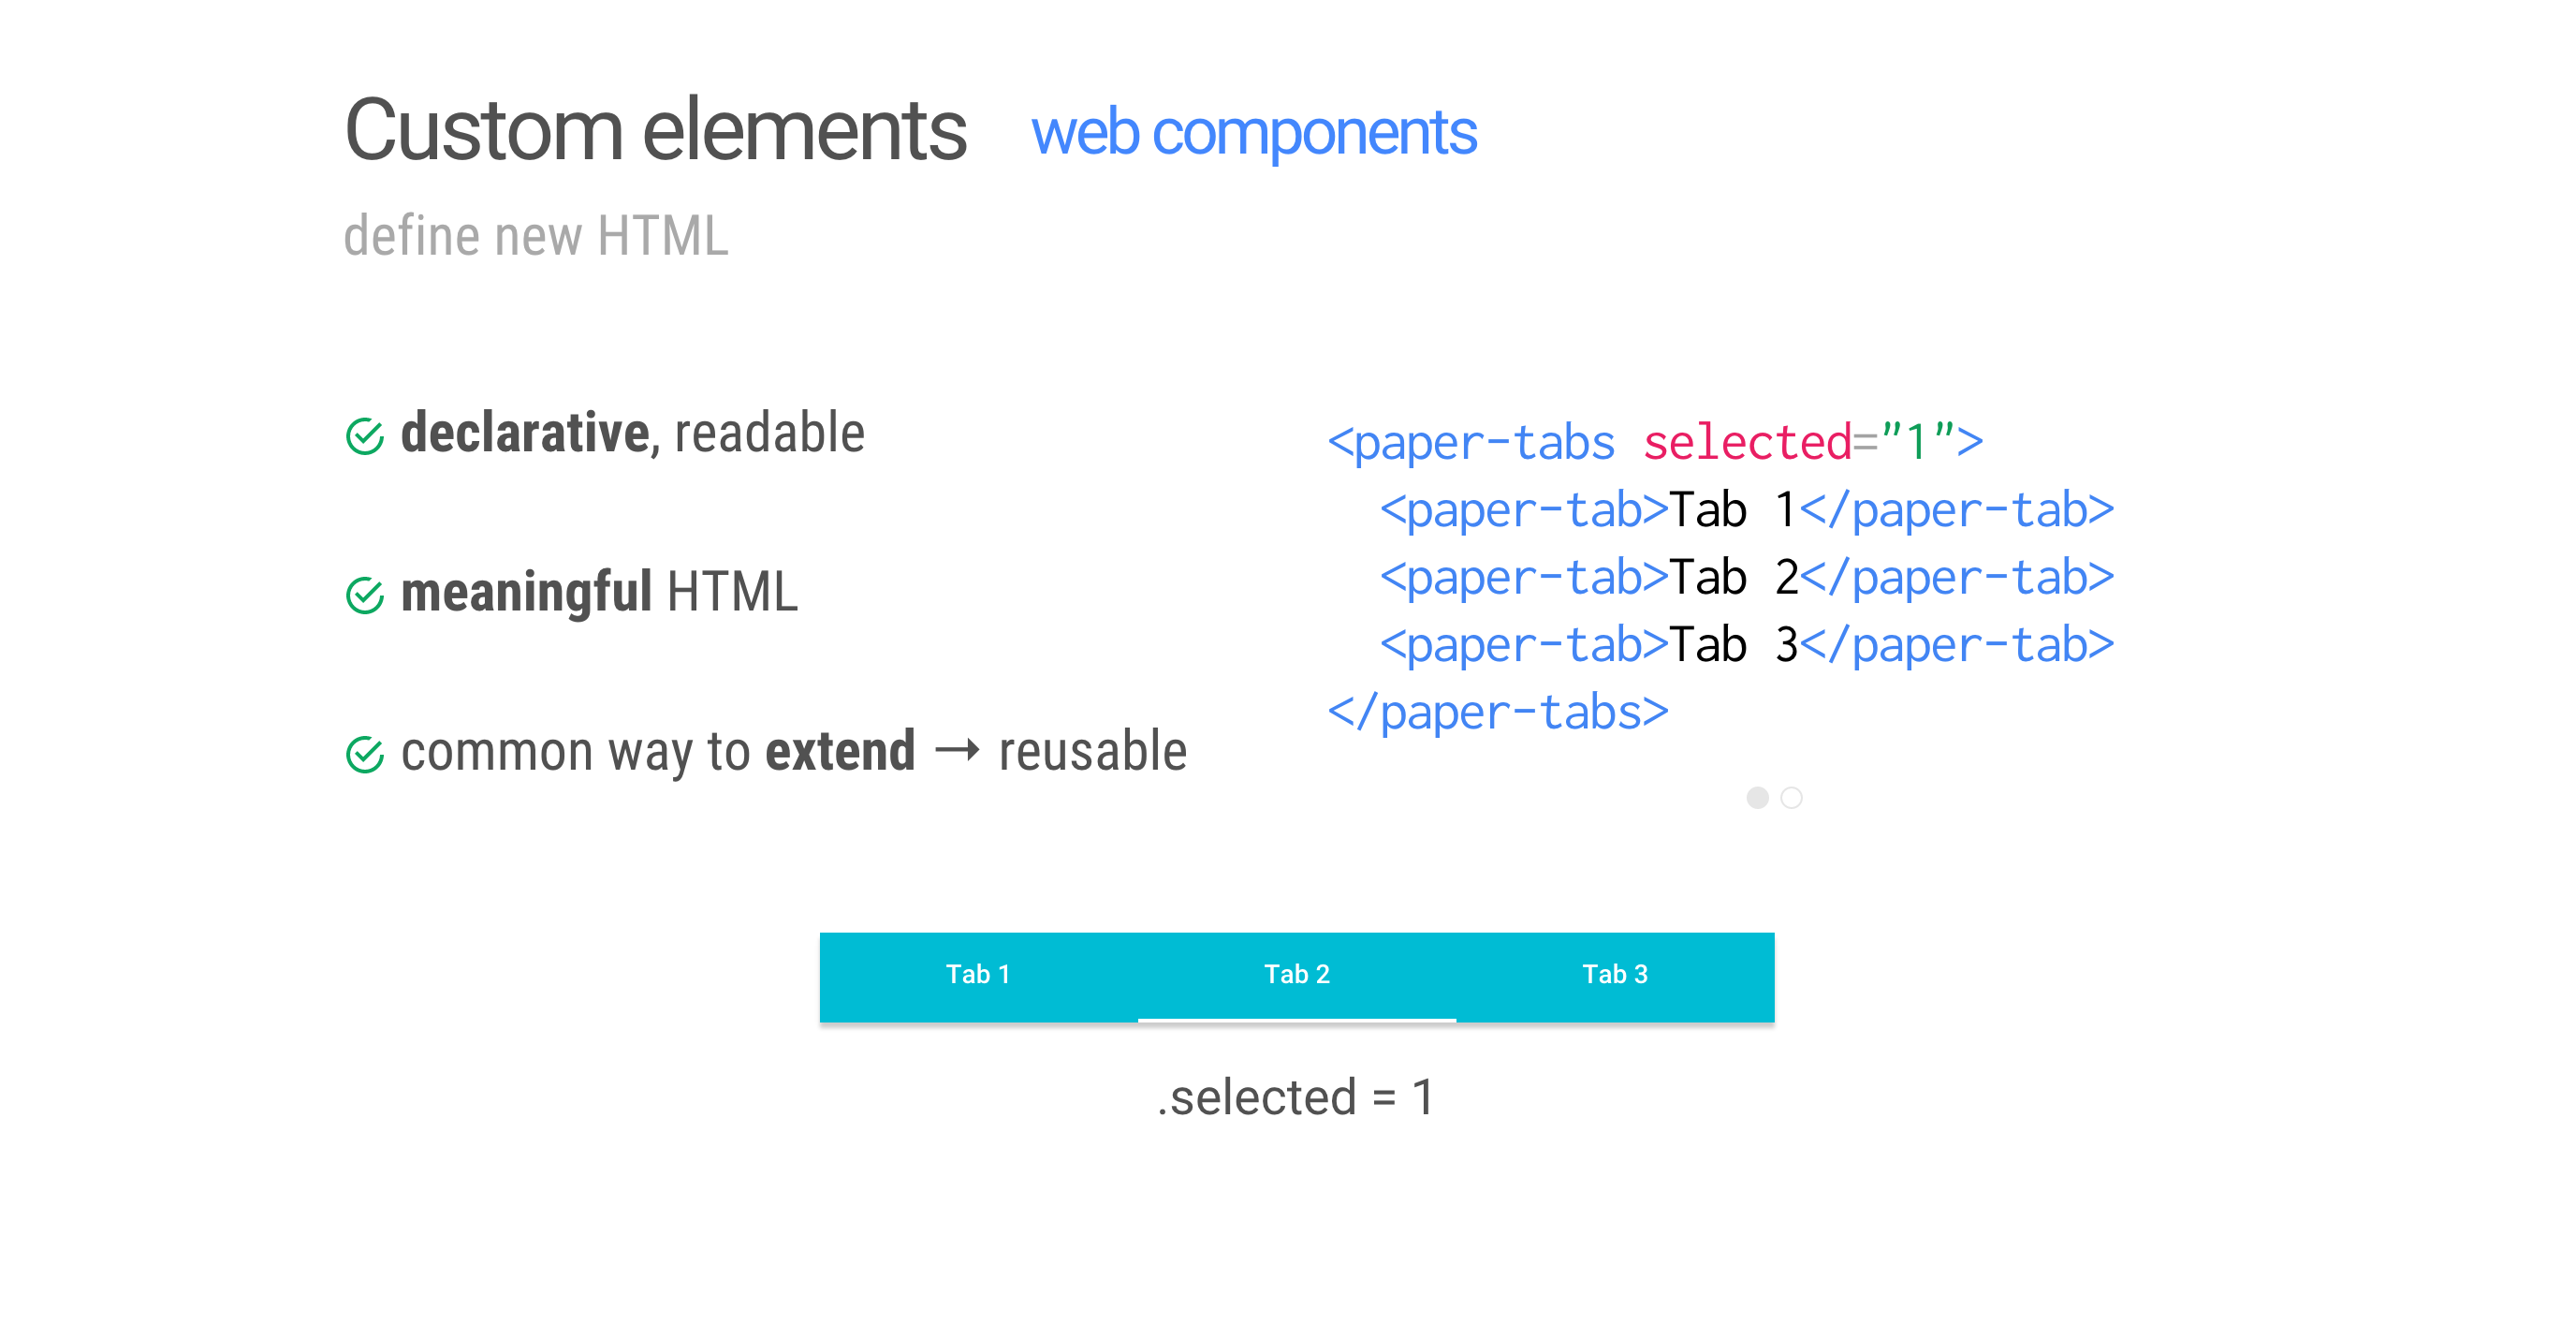 Custom elements web components
define new HTML
declarative, readable
meaningful HTML
common way to extend → reusable
<paper-tabs selected="1">
<paper-tab>Tab 1</paper-tab>
<paper-tab>Tab 2</paper-tab>
<paper-tab>Tab 3</paper-tab>
</paper-tabs>
Tab 1 Tab 2 Tab 3
.selected = 1